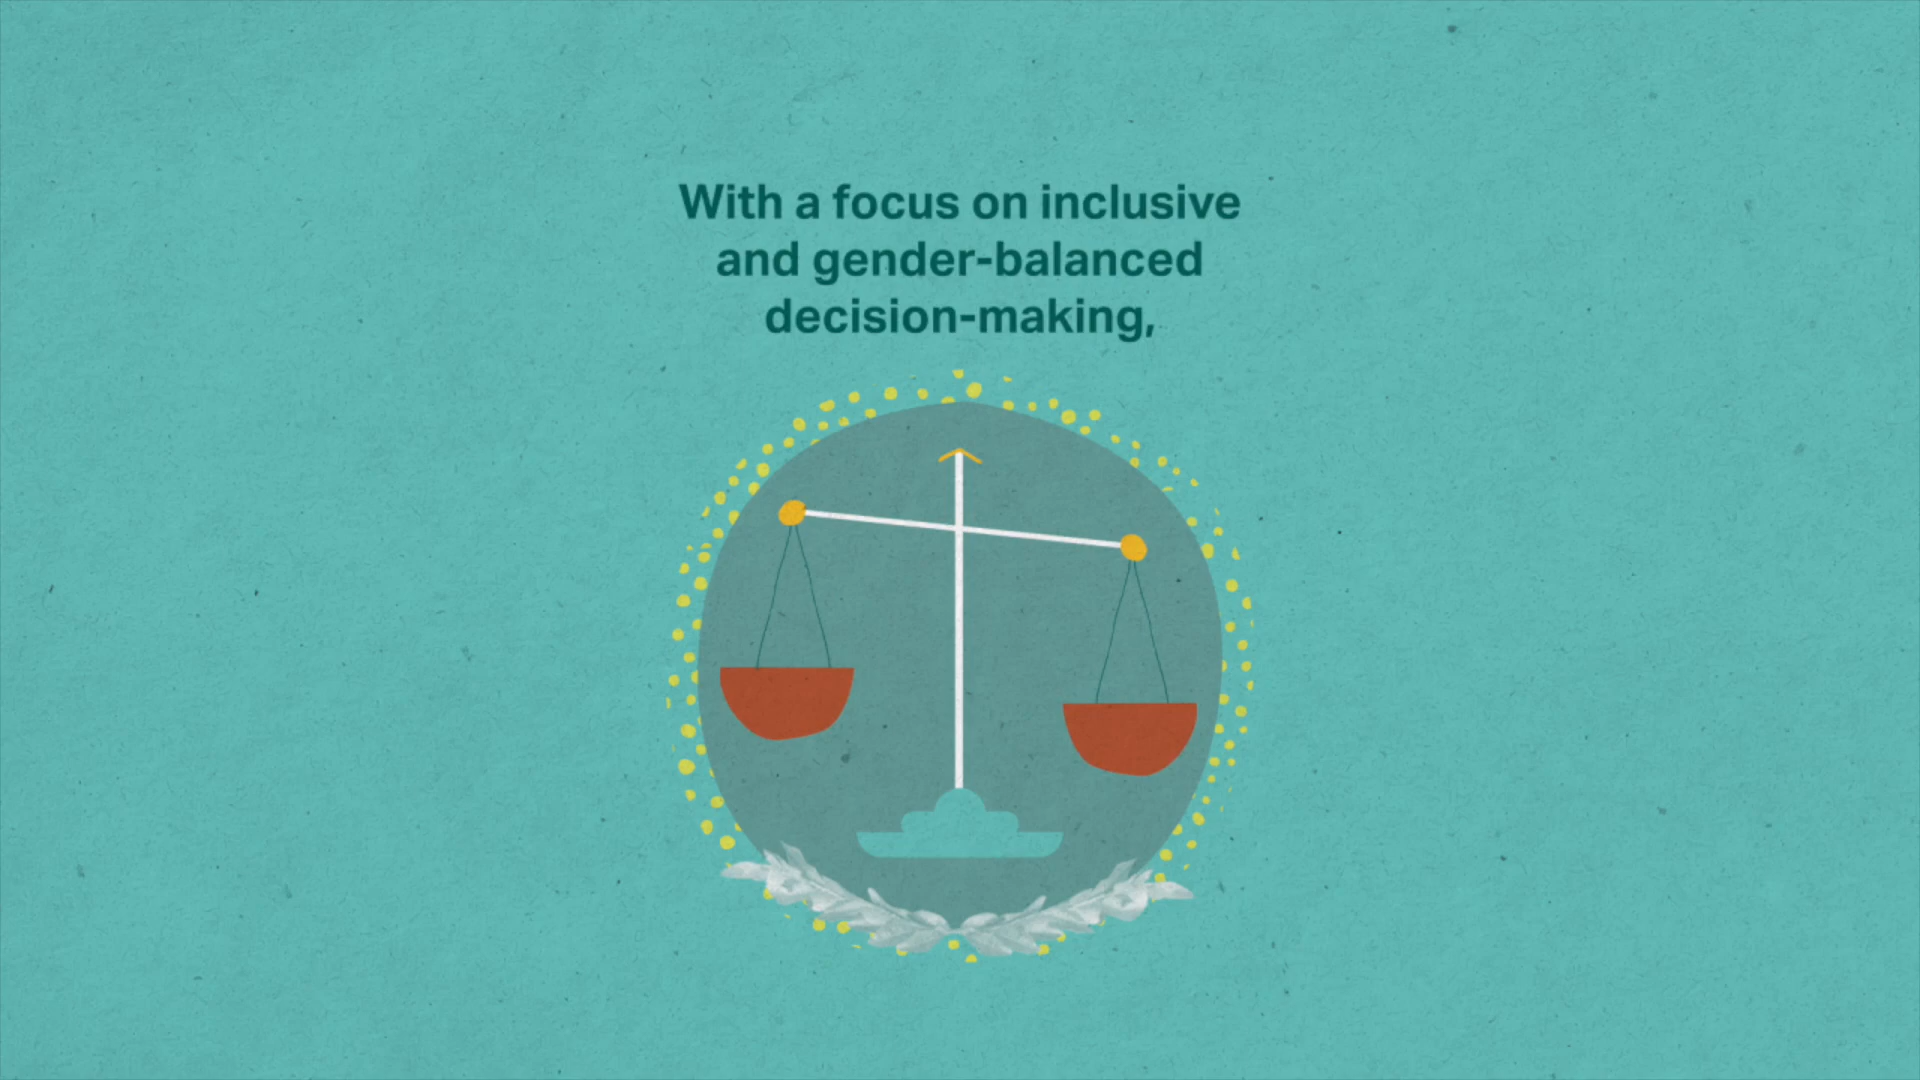 With a focus on inclusive
and gender-balanced
decision-making,